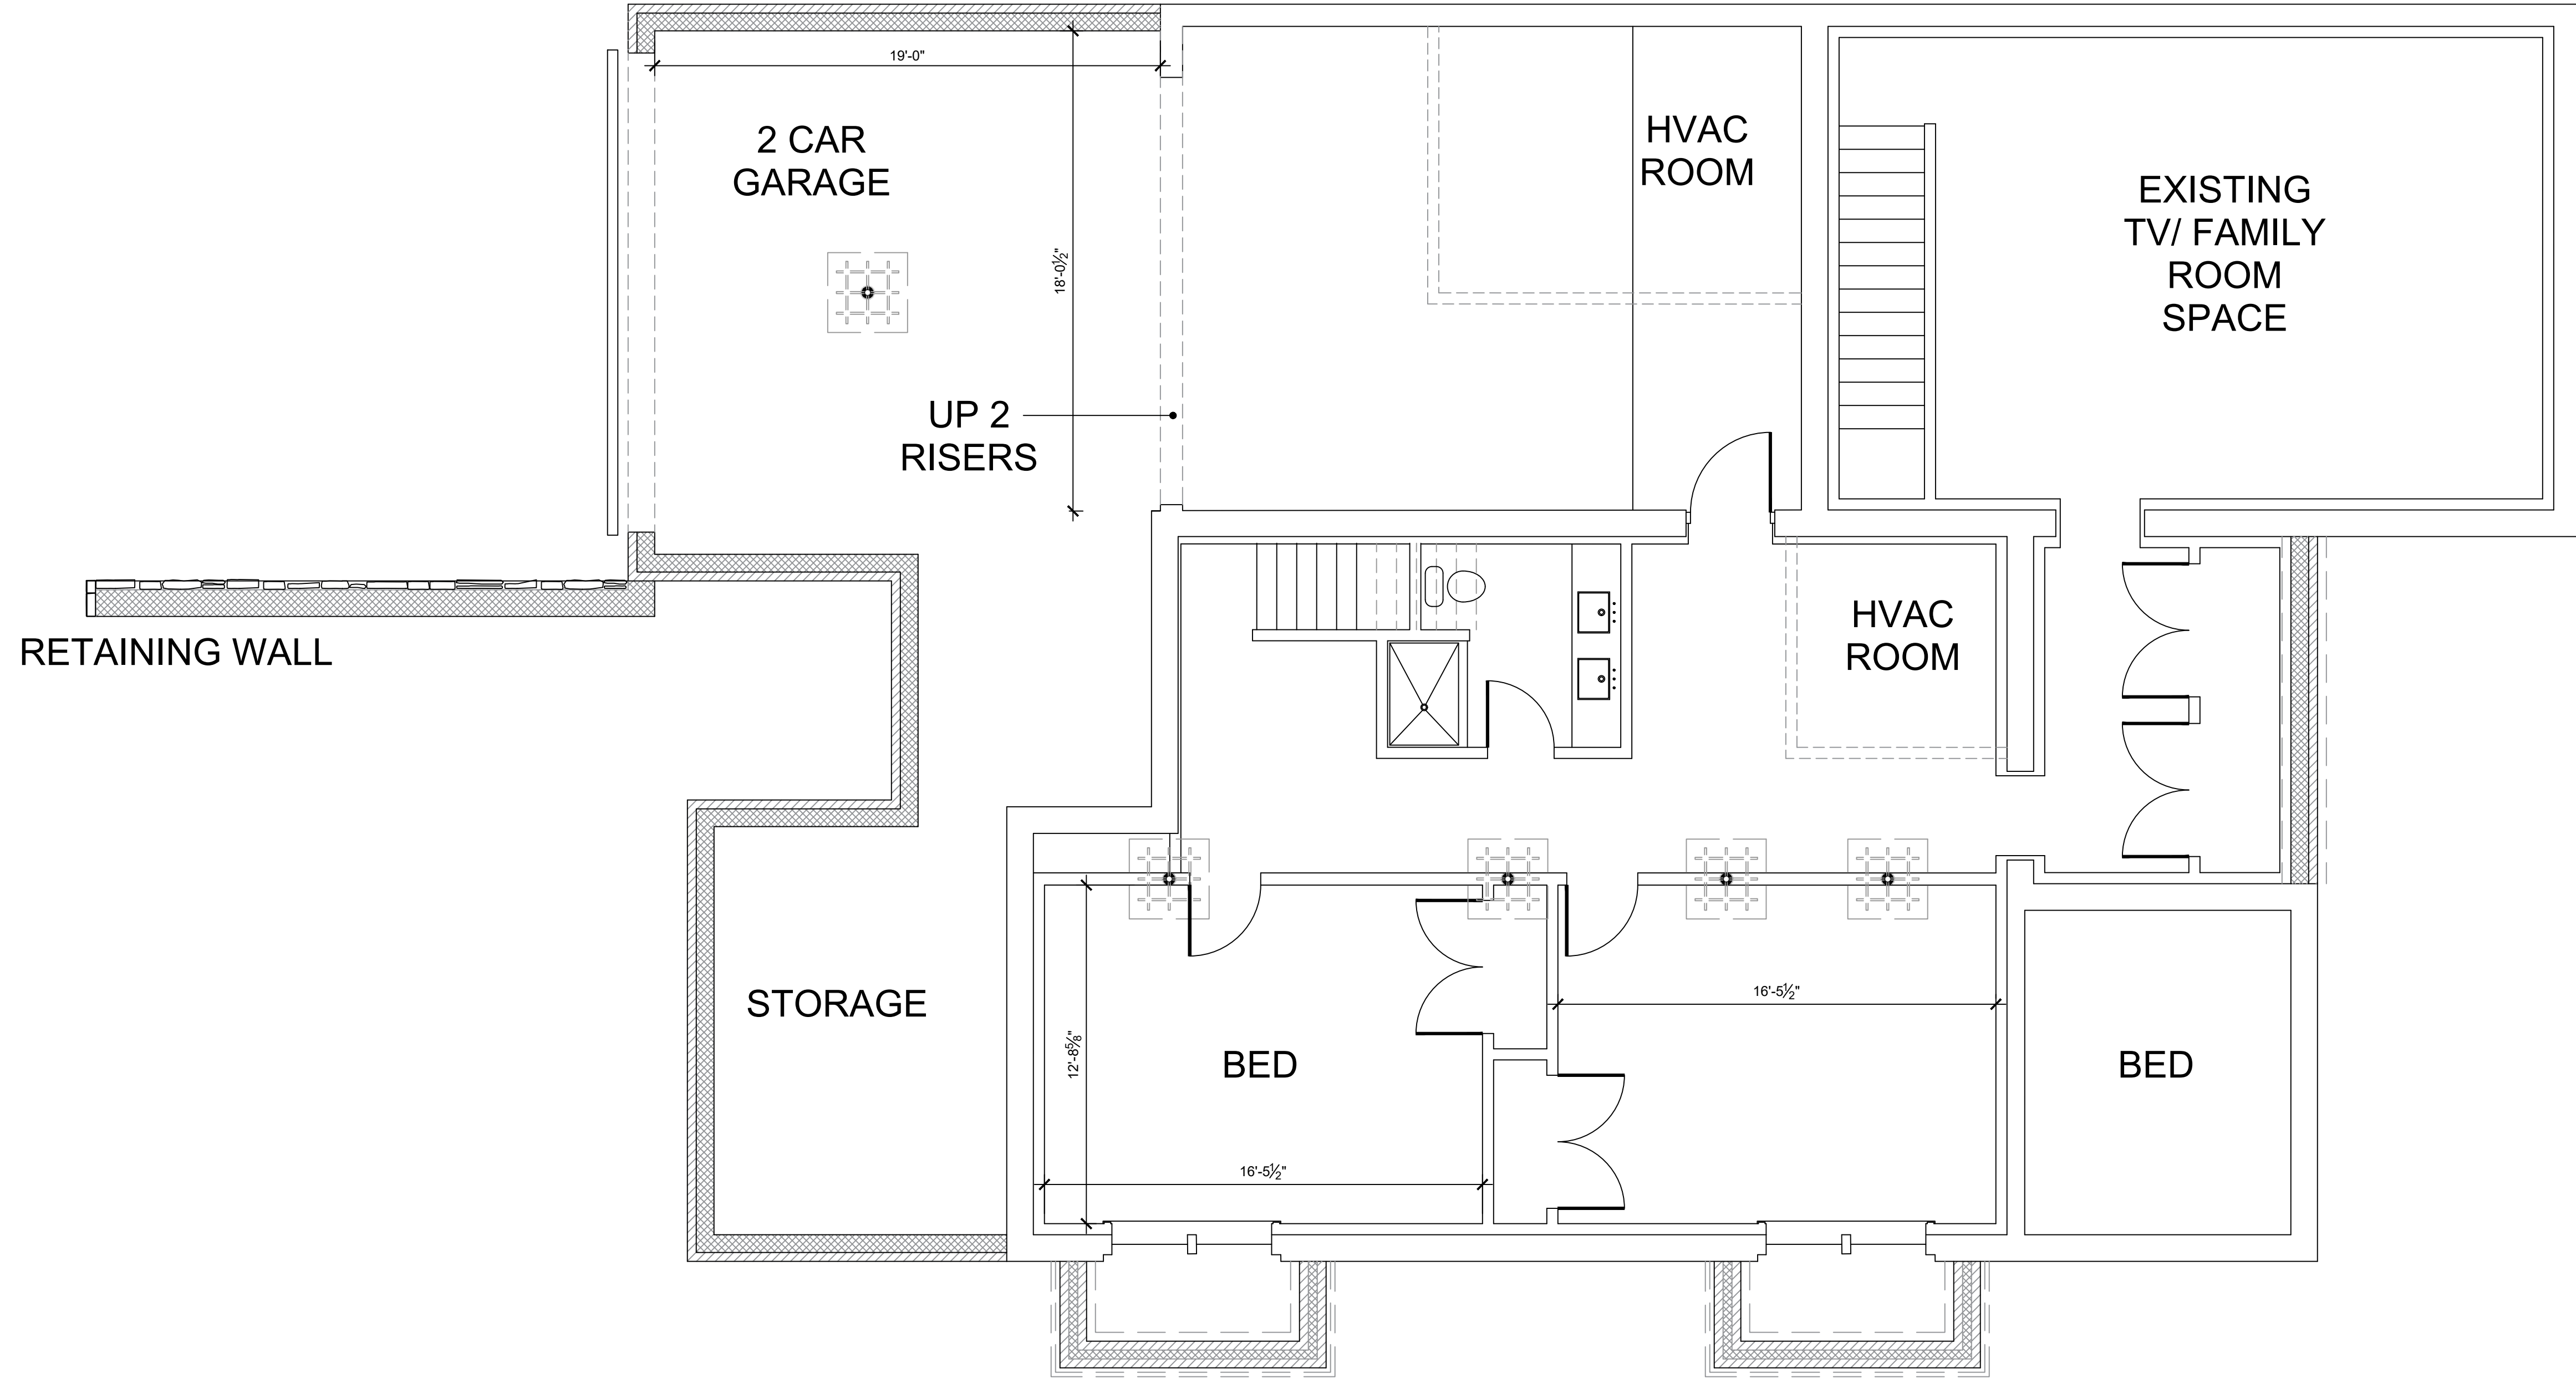 19'-0"
2 CAR
GARAGE
HVAC
ROOM
EXISTING
TV/ FAMILY
ROOM
SPACE
18'-0½"
UP 2
RISERS
RETAINING WALL
HVAC
ROOM
STORAGE
12'-8⅝"
BED
16'-5½"
16'-5½"
BED